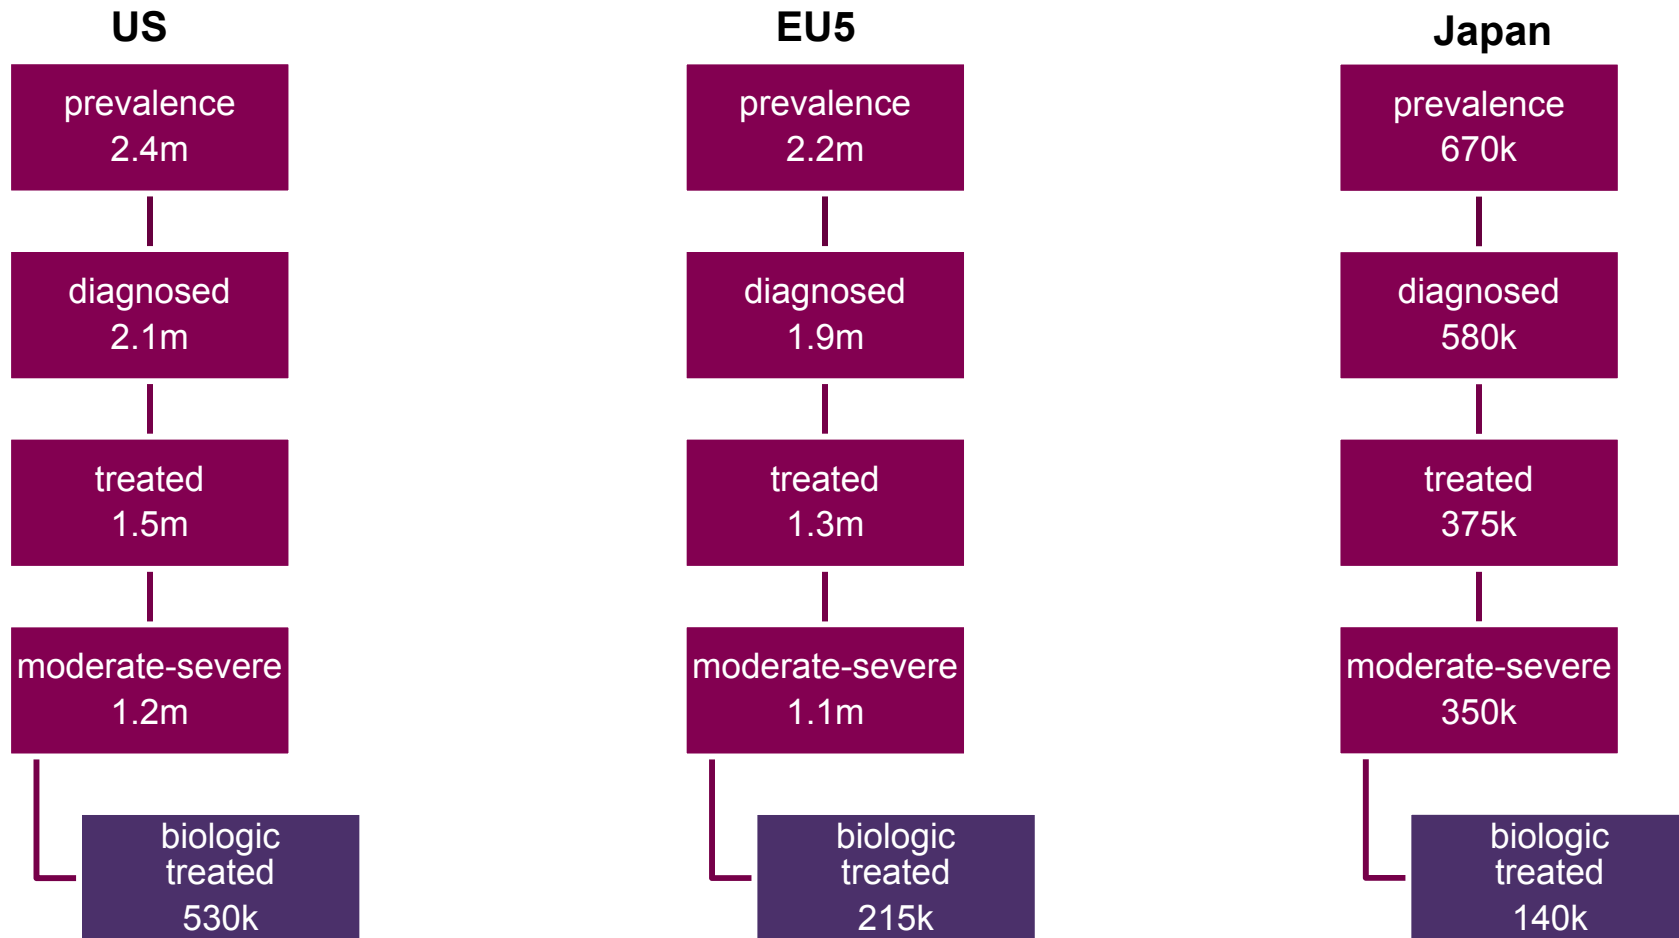 US
prevalence
2.4m
diagnosed
2.1m
treated
1.5m
moderate-severe
1.2m
biologic
treated
530k
EU5
prevalence
2.2m
diagnosed
1.9m
treated
1.3m
moderate-severe
1.1m
biologic
treated
215k
Japan
prevalence
670k
diagnosed
580k
treated
375k
moderate-severe
350k
biologic
treated
140k